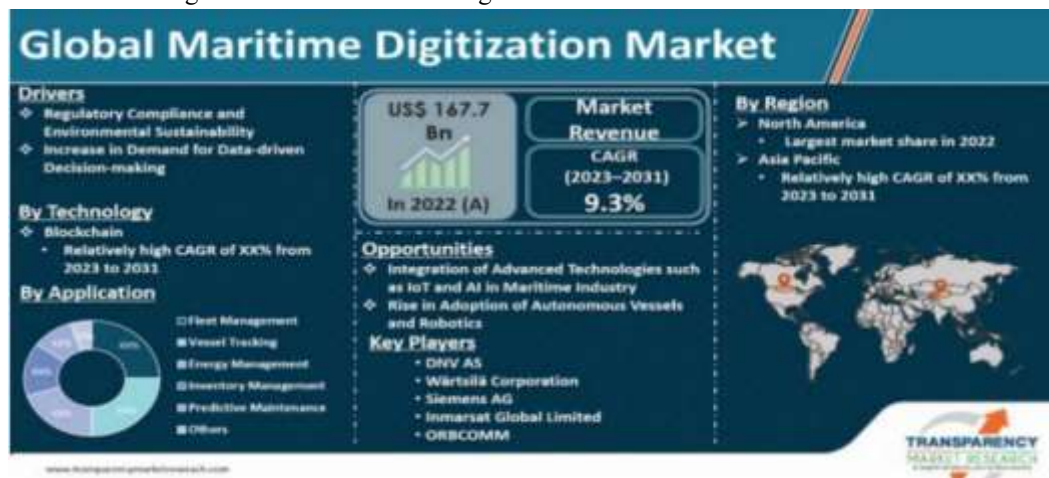 Global Maritime Digitization Market
Drivers
Regulatory Compliance and
Environmental Sustainability
Increase in Demand for Data-driven
Decision-making
By Technology
Blockchain
Relatively high CAGR of XX% from
2023 to 2031
By Application
Fleet Management
Vessel Tracking
Energy Management
Inventory Management
Predictive Maintenance
Others
US$ 167.7
Bn
In 2022 (A)
Market
Revenue
CAGR
(2023–2031)
9.3%
Opportunities
Integration of Advanced Technologies such
as IoT and AI in Maritime Industry
Rise in Adoption of Autonomous Vessels
and Robotics
Key Players
DNV AS
Wärtsilä Corporation
Siemens AG
Inmarsat Global Limited
ORBCOMM
By Region
North America
Largest market share in 2022
Asia Pacific
Relatively high CAGR of XX% from
2023 to 2031
TRANSPARENCY
MARKET RESEARCH
www.transparencymarketresearch.com